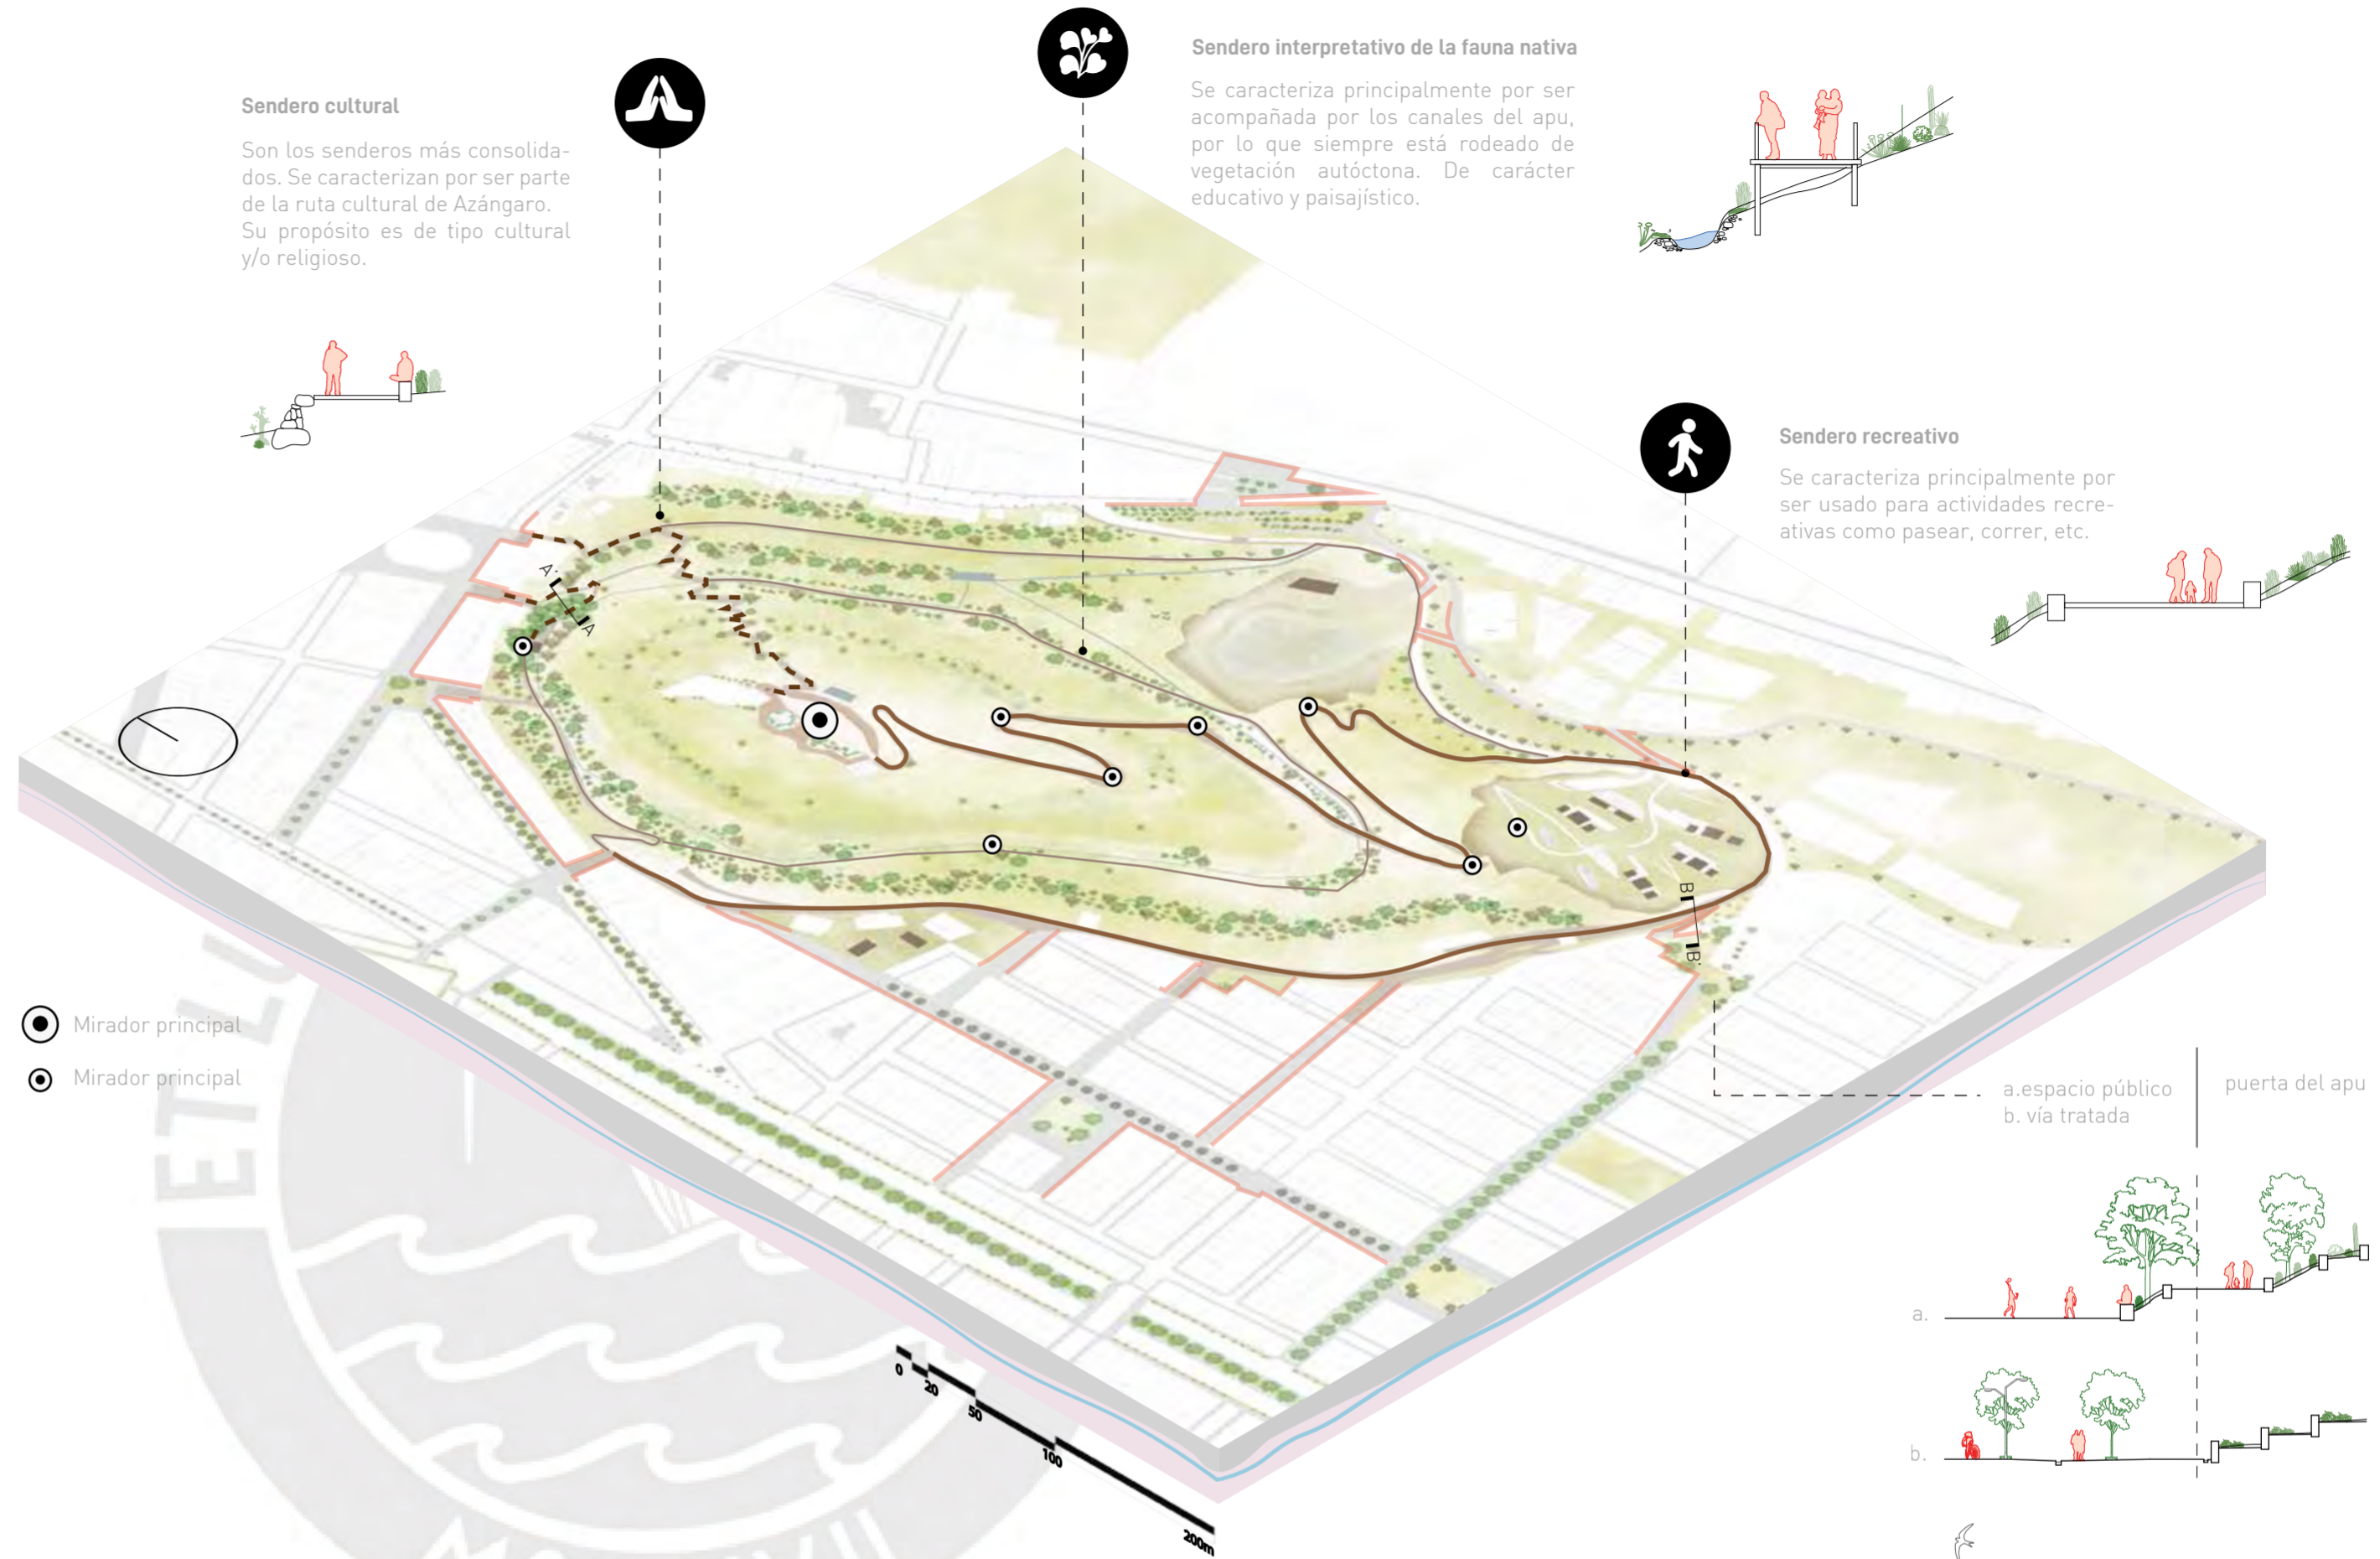 Sendero interpretativo de la fauna nativa
Se caracteriza principalmente por ser
acompañada por los canales del apu,
por lo que siempre está rodeado de
vegetación autóctona. De carácter
educativo y paisajístico.
Sendero cultural
Son los senderos más consolida-
dos. Se caracterizan por ser parte
de la ruta cultural de Azángaro.
Su propósito es de tipo cultural
y/o religioso.
Sendero recreativo
Se caracteriza principalmente por
ser usado para actividades recre-
ativas como pasear, correr, etc.
A'
A
B
B'
Mirador principal
Mirador principal
a.espacio público
b. vía tratada
puerta del apu
a.
b.
0
20
50
100
200m
ET